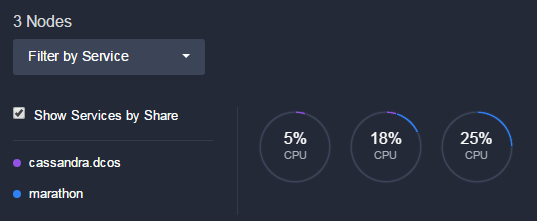 3 Nodes
Filter by Service
Show Services by Share
cassandra.dcos
marathon
5%
CPU
18%
CPU
25%
CPU